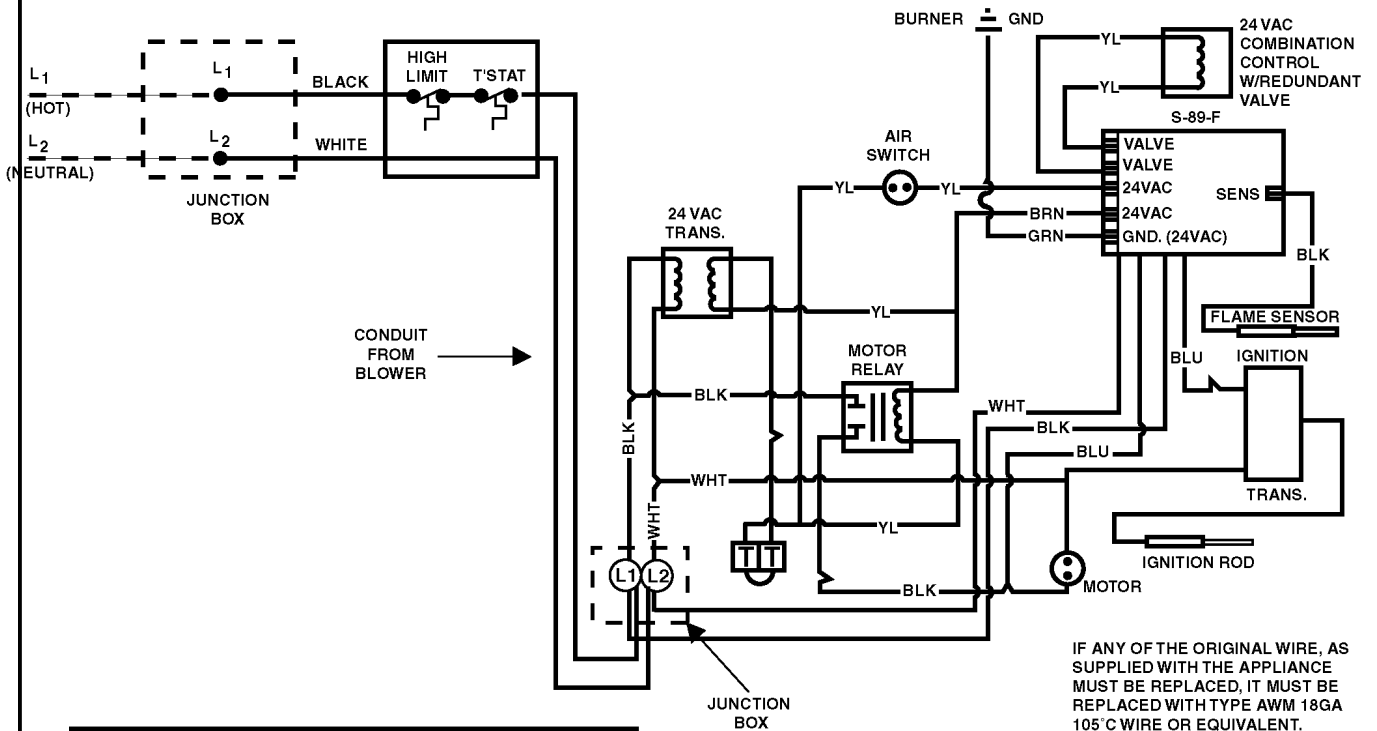 BURNER GND
24 VAC
COMBINATION
CONTROL
W/REDUNDANT
VALVE
YL
YL
S-89-F
L1
(HOT)
L1
BLACK
HIGH
LIMIT
T'STAT
L2
(NEUTRAL)
L2
WHITE
JUNCTION
BOX
AIR
SWITCH
YL
YL
VALVE
VALVE
24VAC
24VAC
GND. (24VAC)
SENS
BRN
GRN
BLK
24 VAC
TRANS.
YL
FLAME SENSOR
CONDUIT
FROM
BLOWER
MOTOR
RELAY
BLU
IGNITION
BLK
WHT
BLK
BLK
BLU
WHT
TRANS.
WHT
YL
T T
IGNITION ROD
L1 L2
BLK
MOTOR
JUNCTION
BOX
IF ANY OF THE ORIGINAL WIRE, AS
SUPPLIED WITH THE APPLIANCE
MUST BE REPLACED, IT MUST BE
REPLACED WITH TYPE AWM 18GA
105°C WIRE OR EQUIVALENT.